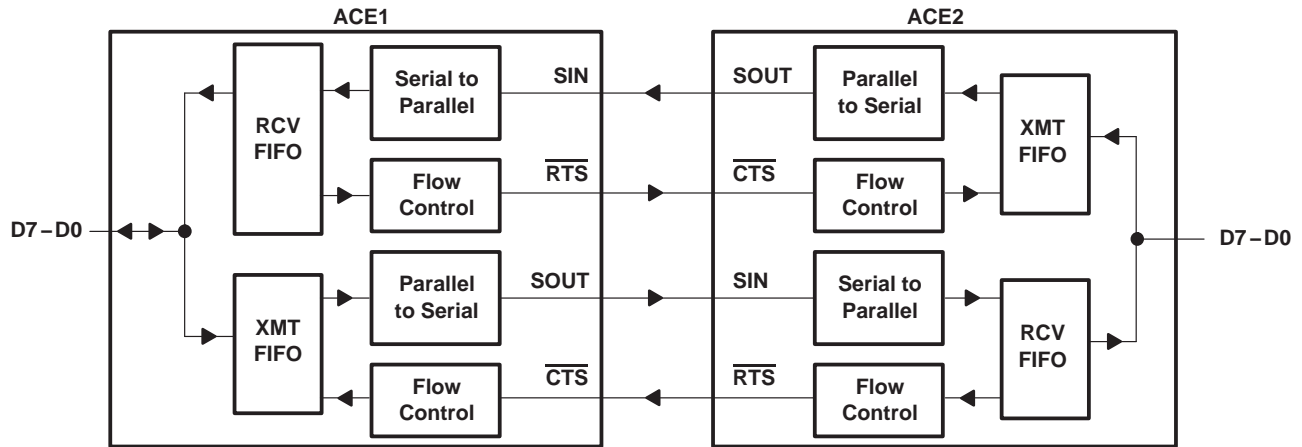 ACE1
ACE2
RCV
FIFO
Serial to
Parallel
SIN
SOUT
Parallel
to Serial
XMT
FIFO
Flow
Control
RTS
CTS
Flow
Control
D7–D0
D7–D0
XMT
FIFO
Parallel
to Serial
SOUT
SIN
Serial to
Parallel
RCV
FIFO
Flow
Control
CTS
RTS
Flow
Control